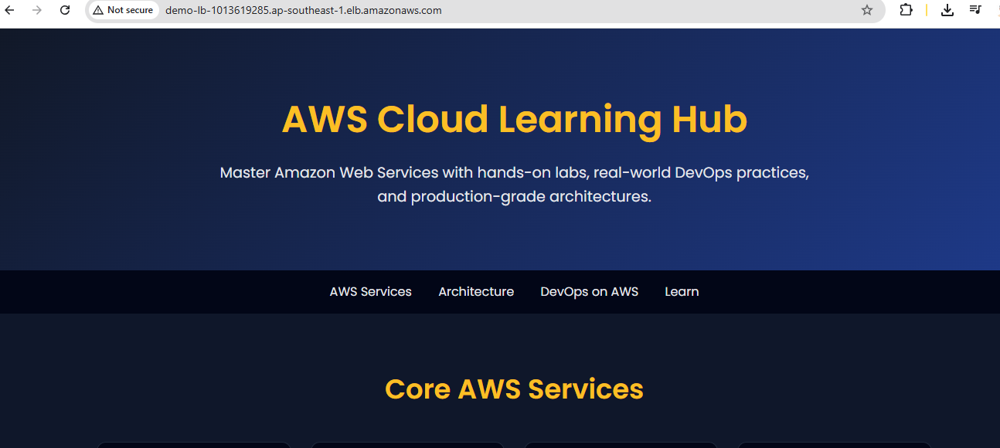 Not secure
demo-lb-1013619285.ap-southeast-1.elb.amazonaws.com
AWS Cloud Learning Hub
Master Amazon Web Services with hands-on labs, real-world DevOps practices,
and production-grade architectures.
AWS Services
Architecture
DevOps on AWS
Learn
Core AWS Services